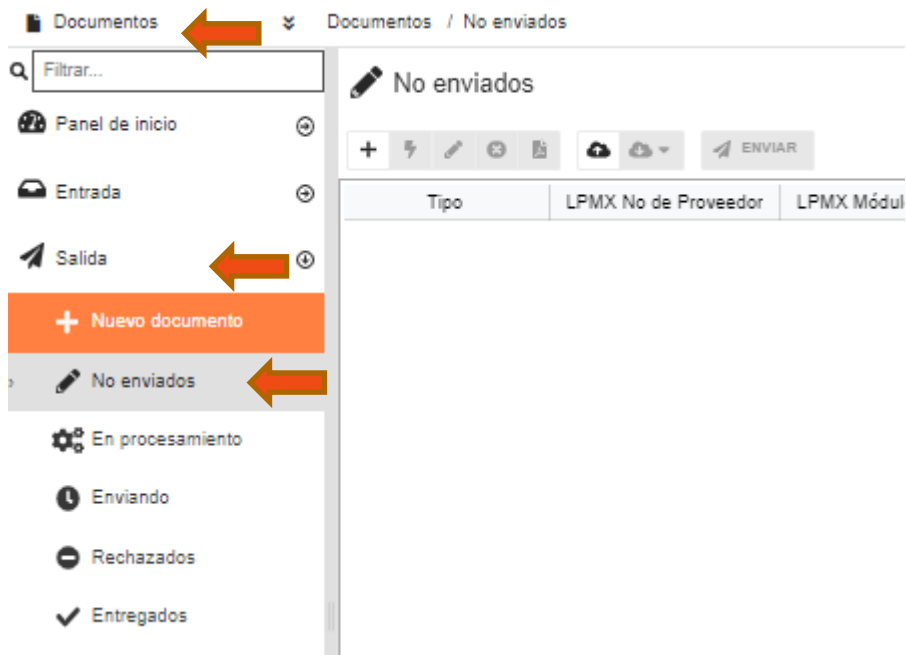 Documentos
Documentos / No enviados
Filtrar...
No enviados
Panel de inicio
ENVIAR
Entrada
Tipo
LPMX No de Proveedor
LPMX Módul
Salida
Nuevo documento
No enviados
En procesamiento
Enviando
Rechazados
Entregados